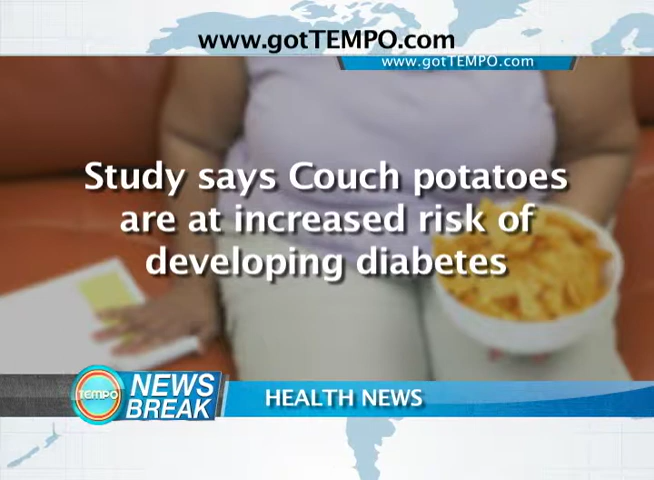 www.gotTEMPO.com
www.gotTEMPO.com
Study says Couch potatoes
are at increased risk of
developing diabetes
TEMPO
NEWS
BREAK
HEALTH NEWS